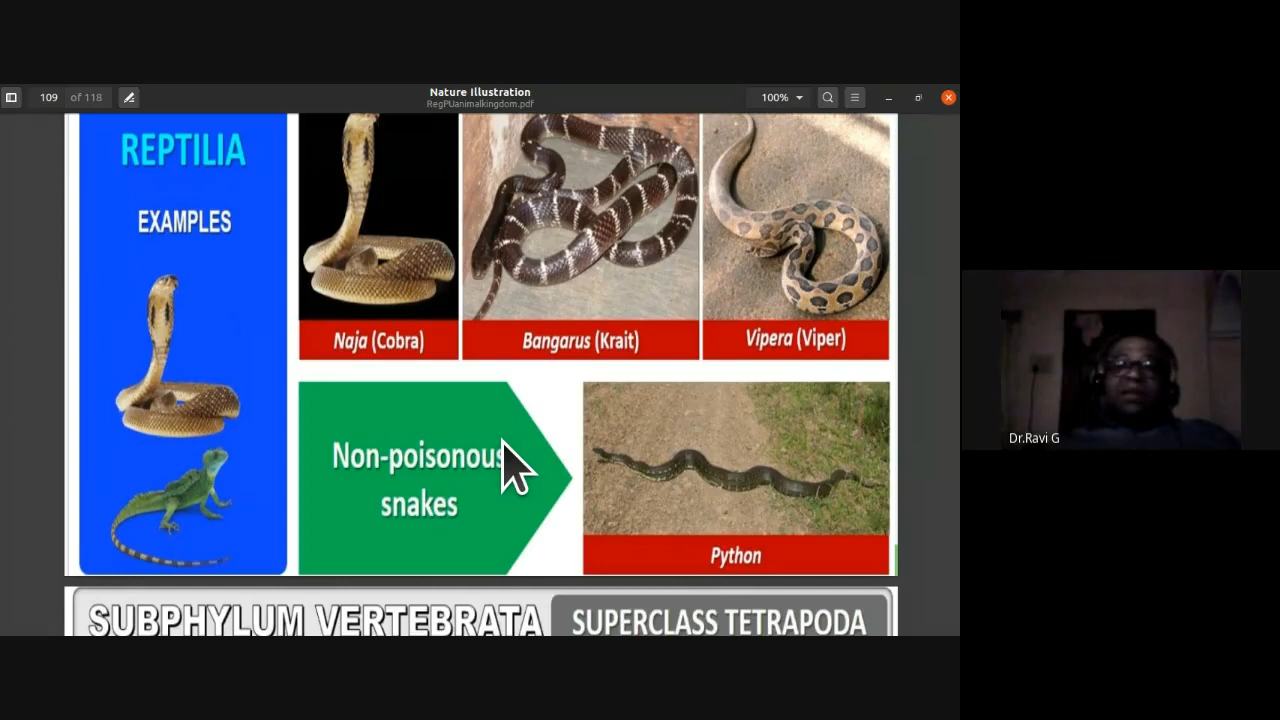 109 of 118
Nature Illustration
RegPUanimalkingdom.pdf
100%
REPTILIA
EXAMPLES
Naja (Cobra)
Bangarus (Krait)
Vipera (Viper)
Non-poisonous
snakes
Python
SUBPHYLUM VERTEBRATA
SUPERCLASS TETRAPODA
Dr.Ravi G